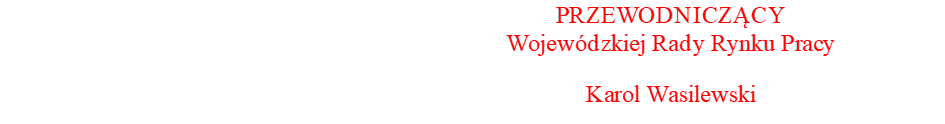 PRZEWODNICZĄCY
Wojewódzkiej Rady Rynku Pracy
Karol Wasilewski